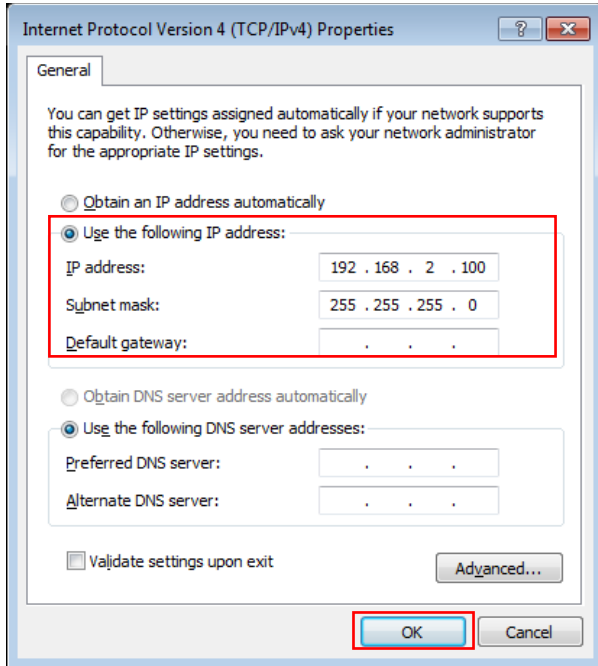 Internet Protocol Version 4 (TCP/IPv4) Properties
General
You can get IP settings assigned automatically if your network supports
this capability. Otherwise, you need to ask your network administrator
for the appropriate IP settings.
Obtain an IP address automatically
Use the following IP address:
IP address: 192 . 168 . 2 . 100
Subnet mask: 255 . 255 . 255 . 0
Default gateway: . . .
Obtain DNS server address automatically
Use the following DNS server addresses:
Preferred DNS server: . . .
Alternate DNS server: . . .
Validate settings upon exit
Advanced...
OK Cancel